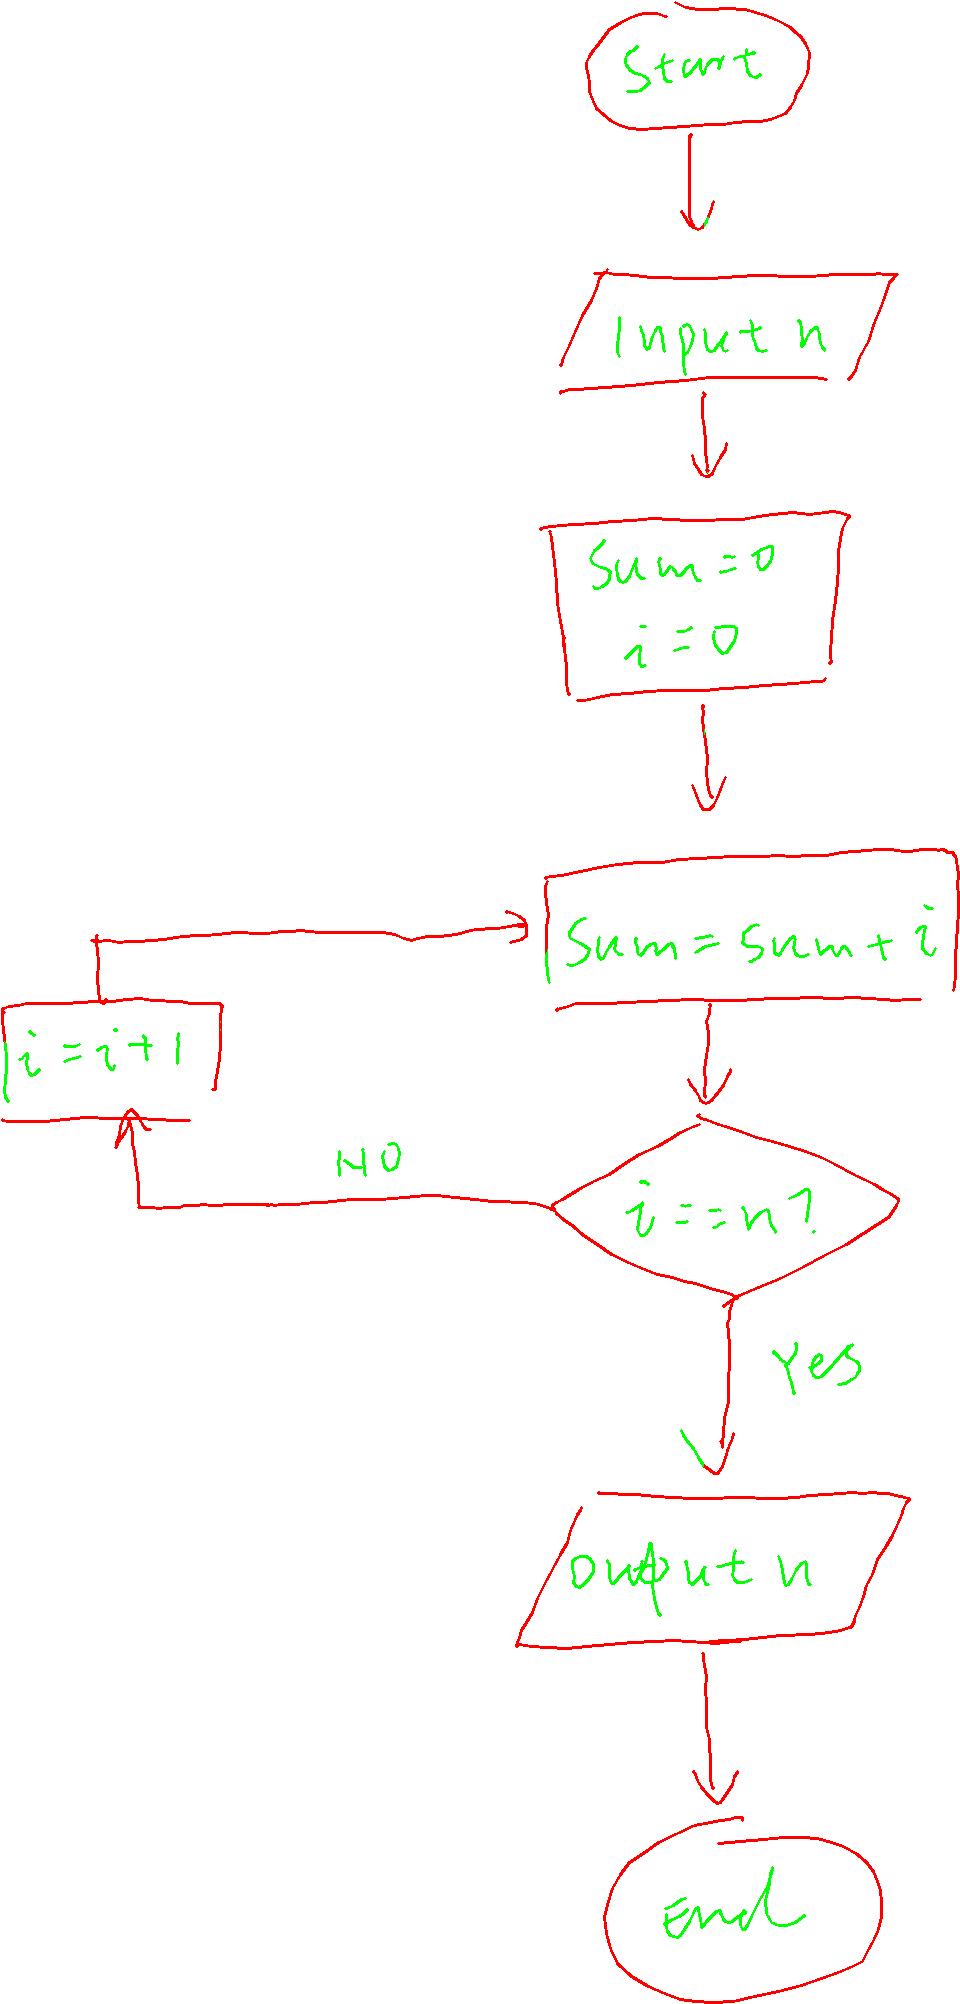 Start
Input n
Sum=0
i=0
Sum=sum+i
i=i+1
NO
i==n?
Yes
Output n
End